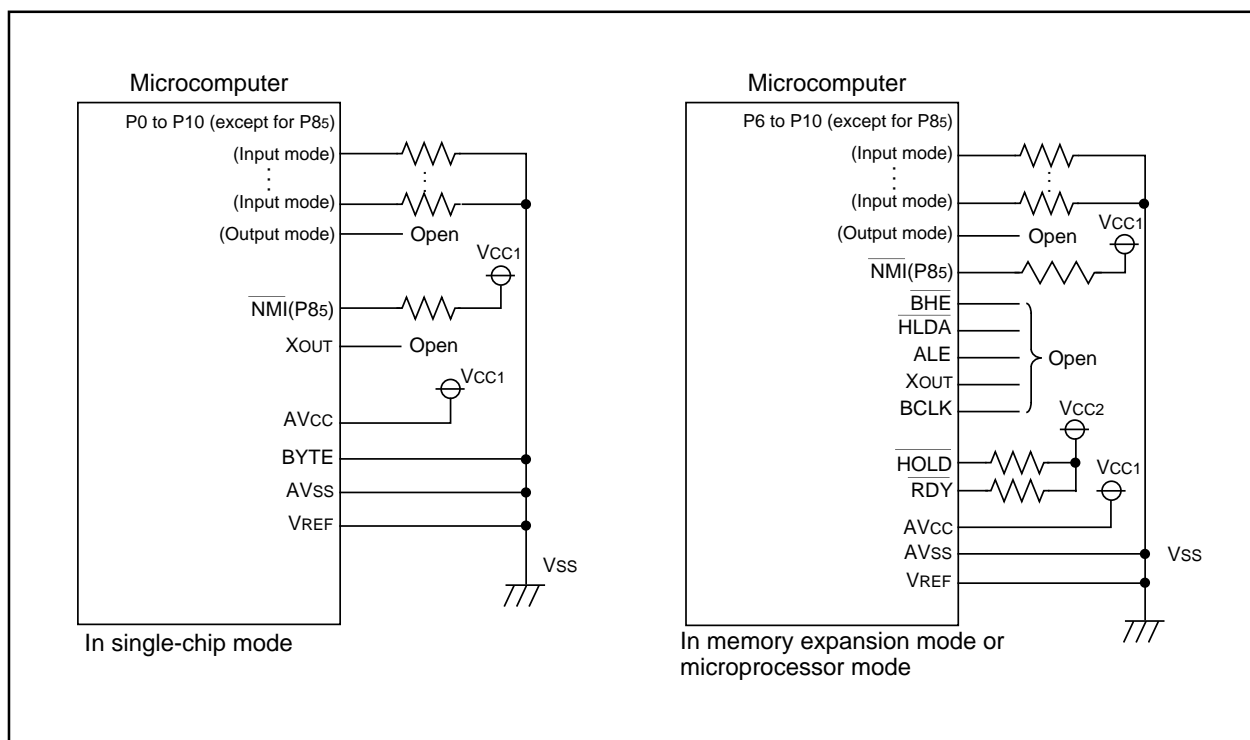 Microcomputer
P0 to P10 (except for P85)
(Input mode)
(Input mode)
(Output mode)
Open
VCC1
NMI(P85)
XOUT
Open
VCC1
AVCC
BYTE
AVSS
VREF
VSS
In single-chip mode
Microcomputer
P6 to P10 (except for P85)
(Input mode)
(Input mode)
(Output mode)
Open
VCC1
NMI(P85)
BHE
HLDA
ALE
Open
XOUT
BCLK
VCC2
HOLD
VCC1
RDY
AVCC
AVSS
VSS
VREF
In memory expansion mode or
microprocessor mode